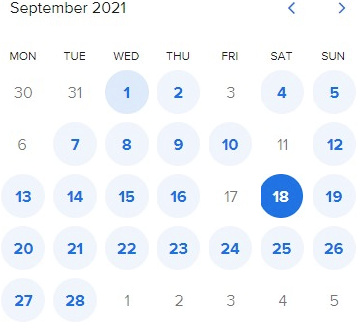 September 2021
MON TUE WED THU FRI SAT SUN
30 31 1 2 3 4 5
6 7 8 9 10 11 12
13 14 15 16 17 18 19
20 21 22 23 24 25 26
27 28 1 2 3 4 5